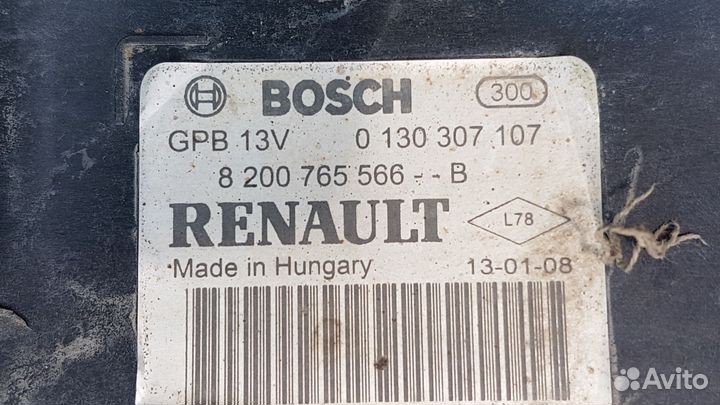 BOSCH 300
GPB 13V 0 130 307 107
8 200 765 566 - - B
RENAULT L78
Made in Hungary 13-01-08
Avito